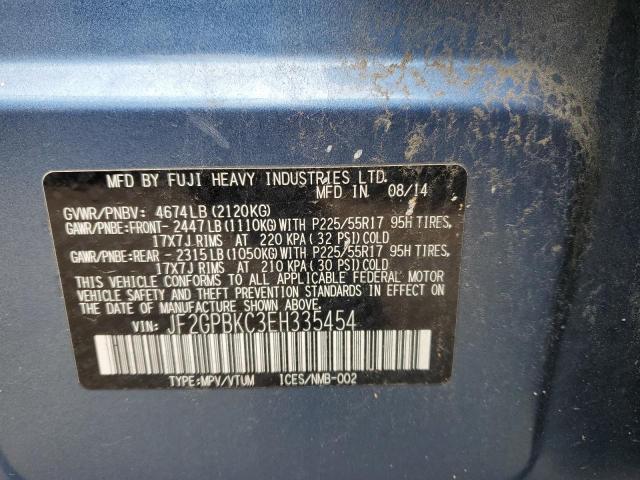 MFD BY FUJI HEAVY INDUSTRIES LTD.
MFD IN 08/14
GVWR/PNBV: 4674LB(2120KG)
GAWR/PNBE:FRONT- 2447LB(1110KG)WITH P225/55R17 95H TIRES,
17X7J RIMS AT 220 KPA(32 PSI)COLD
GAWR/PNBE:REAR - 2315LB(1050KG)WITH P225/55R17 95H TIRES,
17X7J RIMS AT 210 KPA(30 PSI)COLD
THIS VEHICLE CONFORMS TO ALL APPLICABLE FEDERAL MOTOR
VEHICLE SAFETY AND THEFT PREVENTION STANDARDS IN EFFECT
ON THE DATE OF MANUFACTURE SHOWN ABOVE.
VIN: JF2GPBKC3EH335454
TYPE:MPV/VTUM ICES/NMB-002